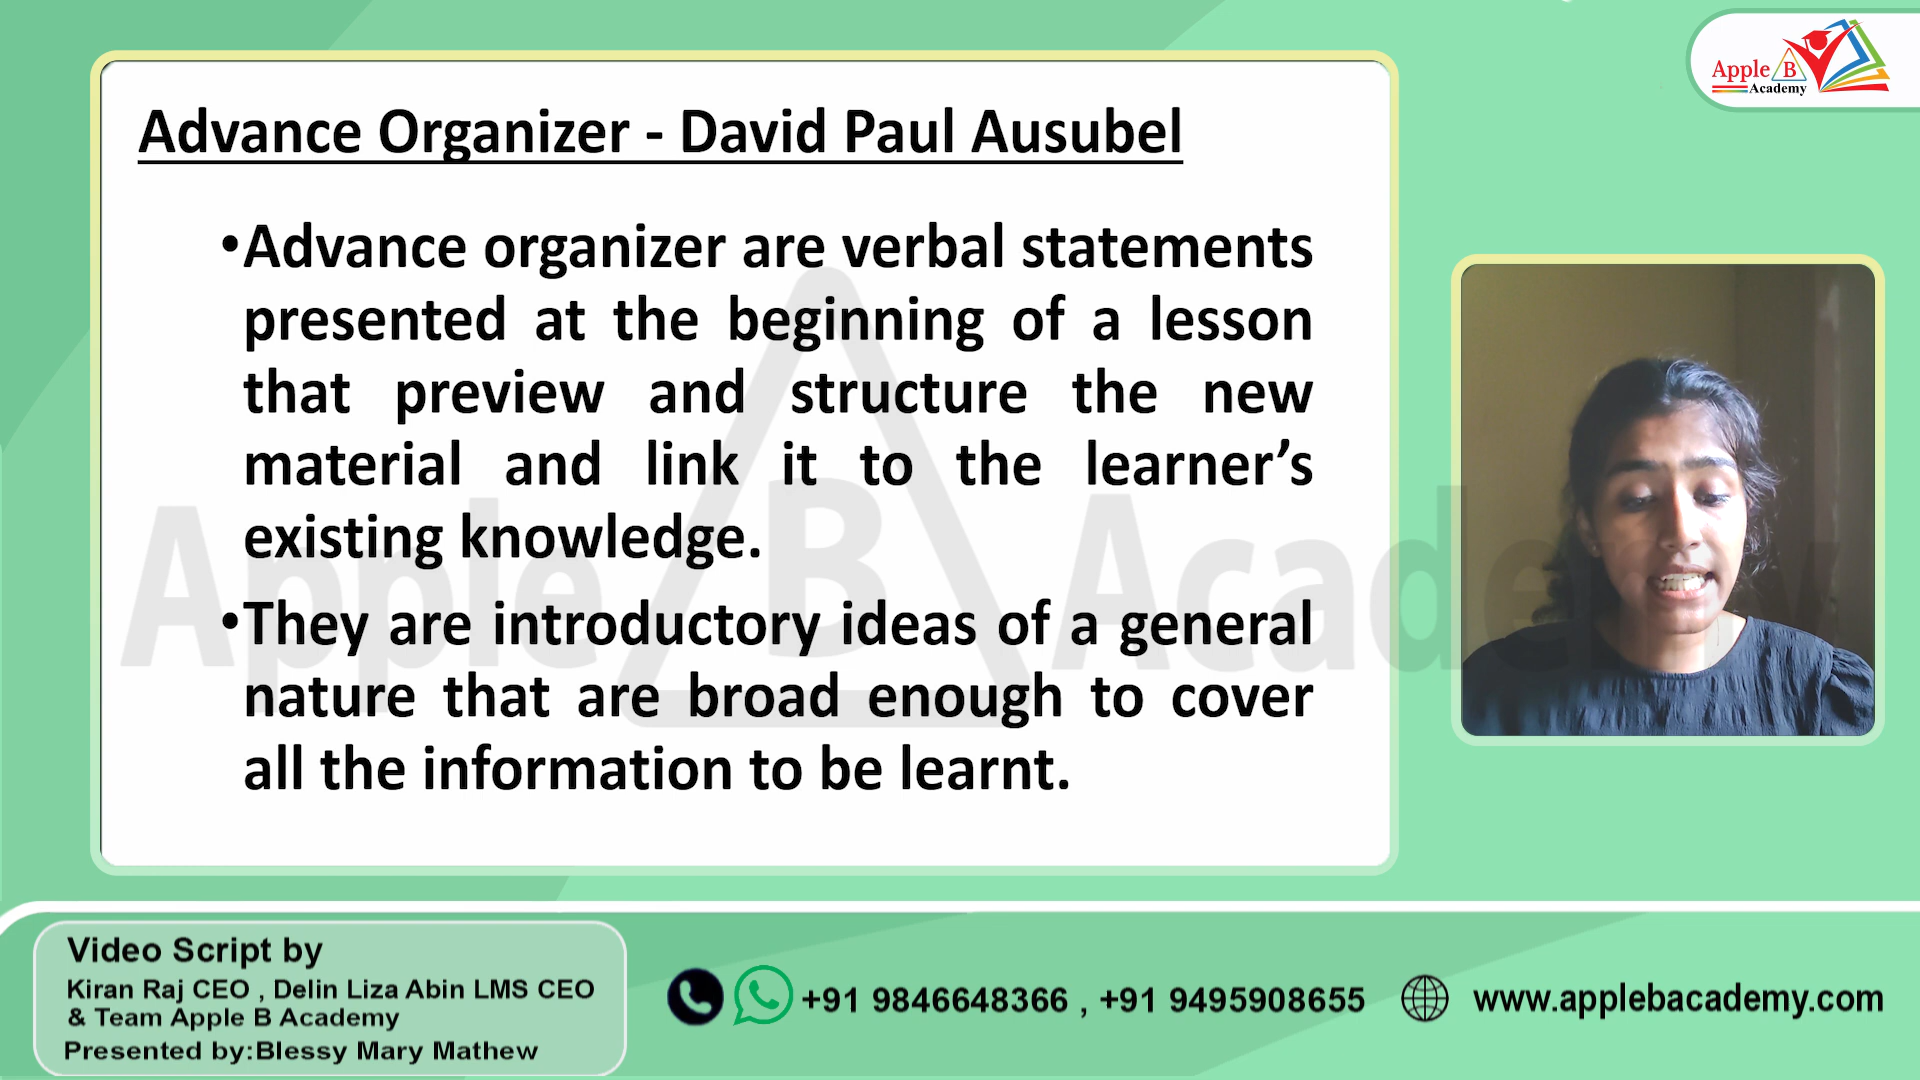 Apple B
Academy
Advance Organizer - David Paul Ausubel
•Advance organizer are verbal statements
presented at the beginning of a lesson
that preview and structure the new
material and link it to the learner’s
existing knowledge.
•They are introductory ideas of a general
nature that are broad enough to cover
all the information to be learnt.
Apple B Academy
Video Script by
Kiran Raj CEO , Delin Liza Abin LMS CEO
& Team Apple B Academy
Presented by:Blessy Mary Mathew
+91 9846648366 , +91 9495908655
www.applebacademy.com